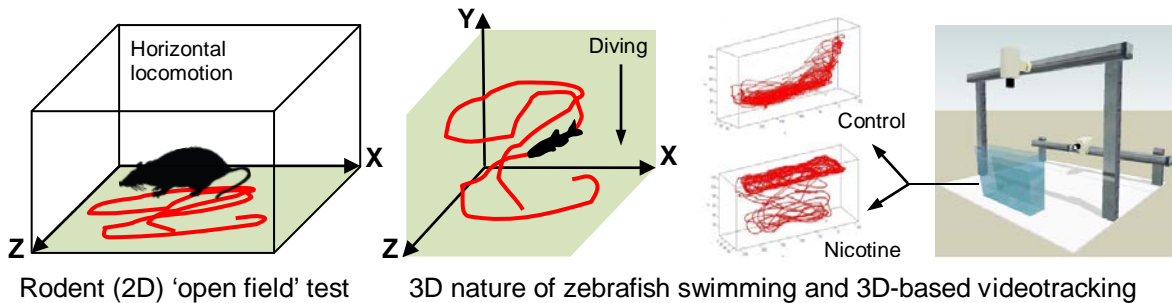 Horizontal
locomotion
X
Z
Rodent (2D) ‘open field’ test
Y
Diving
X
Z
Control
Nicotine
3D nature of zebrafish swimming and 3D-based videotracking